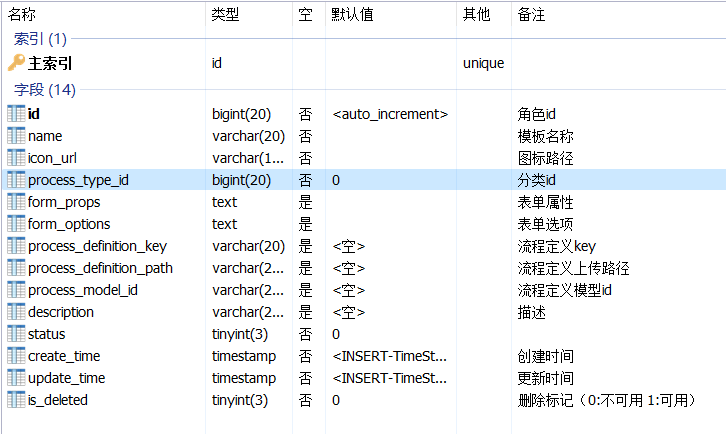 名称 类型 空 默认值 其他 备注
索引 (1)
主索引 id unique
字段 (14)
id bigint(20) 否 <auto_increment> 角色id
name varchar(20) 否 模板名称
icon_url varchar(1... 否 图标路径
process_type_id bigint(20) 否 0 分类id
form_props text 是 表单属性
form_options text 是 表单选项
process_definition_key varchar(20) 是 <空> 流程定义key
process_definition_path varchar(2... 是 <空> 流程定义上传路径
process_model_id varchar(2... 是 <空> 流程定义模型id
description varchar(2... 是 <空> 描述
status tinyint(3) 否 0
create_time timestamp 否 <INSERT-TimeSt... 创建时间
update_time timestamp 否 <INSERT-TimeSt... 更新时间
is_deleted tinyint(3) 否 0 删除标记（0:不可用 1:可用）